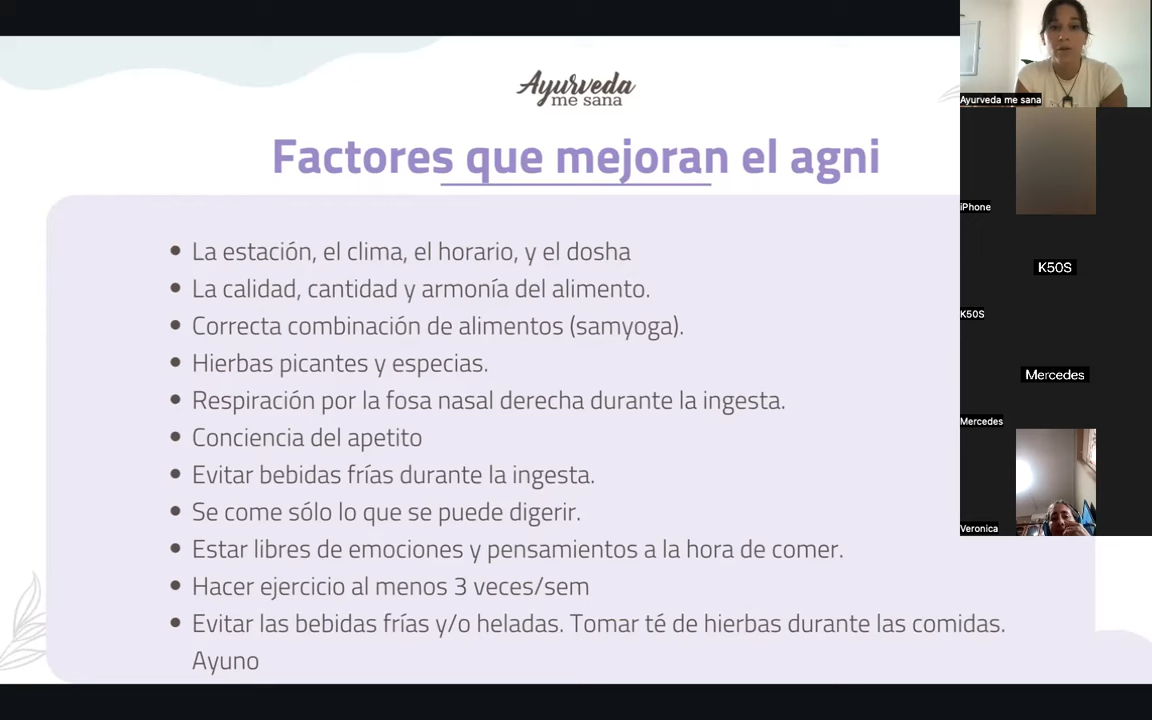 Ayurveda
me sana
Factores que mejoran el agni
• La estación, el clima, el horario, y el dosha
• La calidad, cantidad y armonía del alimento.
• Correcta combinación de alimentos (samyoga).
• Hierbas picantes y especias.
• Respiración por la fosa nasal derecha durante la ingesta.
• Conciencia del apetito
• Evitar bebidas frías durante la ingesta.
• Se come sólo lo que se puede digerir.
• Estar libres de emociones y pensamientos a la hora de comer.
• Hacer ejercicio al menos 3 veces/sem
• Evitar las bebidas frías y/o heladas. Tomar té de hierbas durante las comidas.
Ayuno
Ayurveda me sana
iPhone
K50S
K50S
Mercedes
Mercedes
Veronica